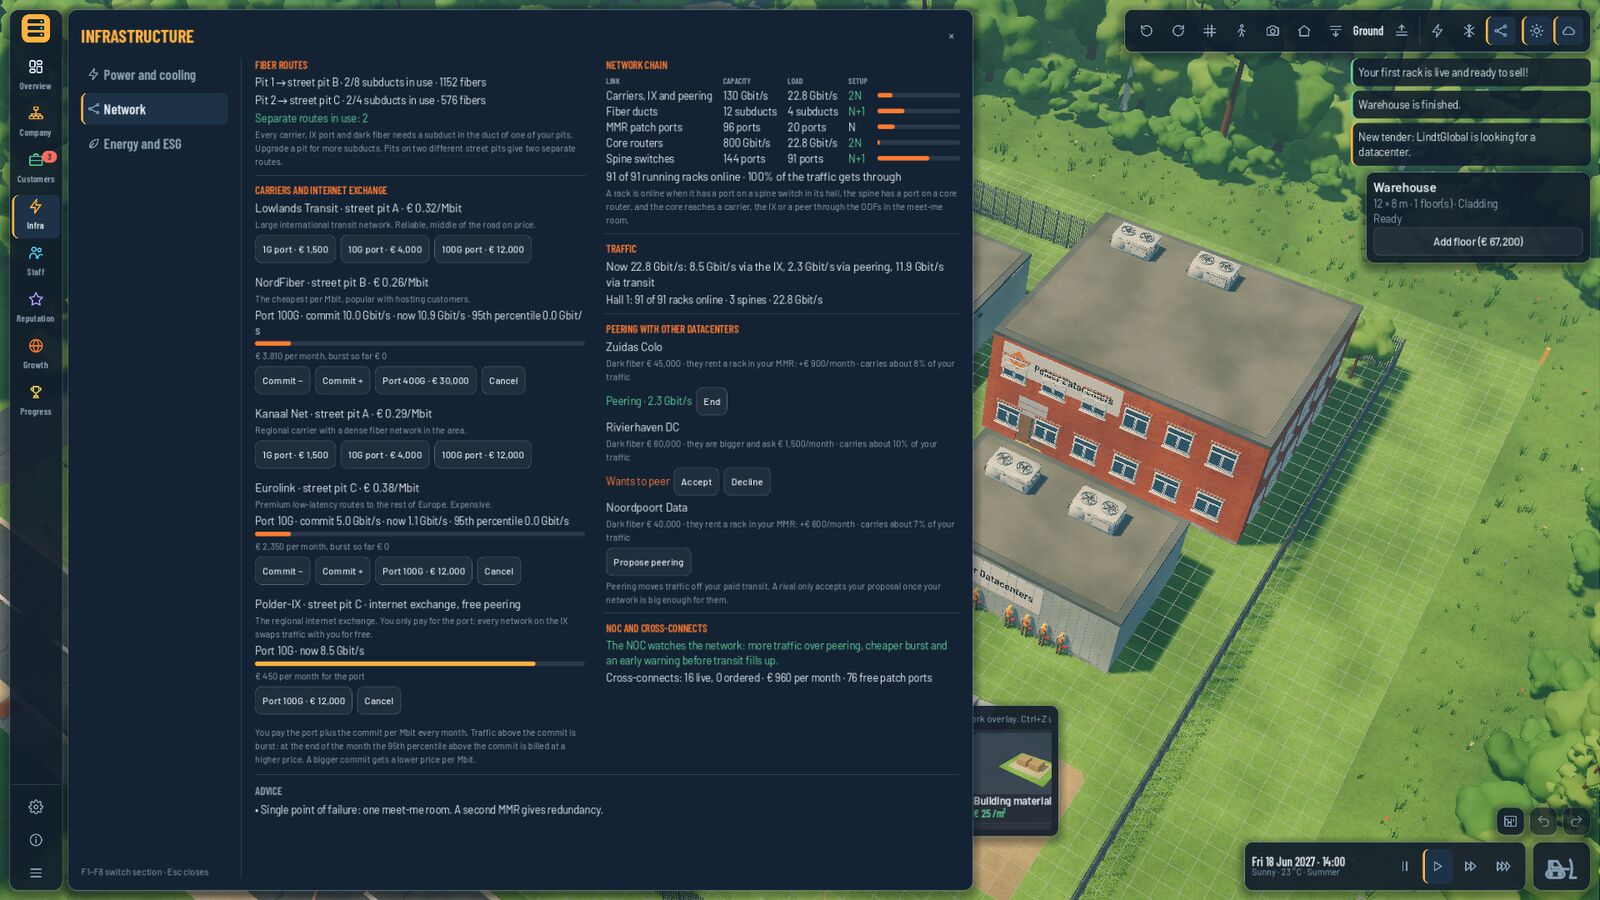 INFRASTRUCTURE
×
Overview
Company
3
Customers
Infra
Staff
Reputation
Growth
Progress
Power and cooling
Network
Energy and ESG
F1–F8 switch section · Esc closes
FIBER ROUTES
Pit 1→street pit B · 2/8 subducts in use · 1152 fibers
Pit 2→street pit C · 2/4 subducts in use · 576 fibers
Separate routes in use: 2
Every carrier, IX port and dark fiber needs a subduct in the duct of one of your pits.
Upgrade a pit for more subducts. Pits on two different street pits give two separate
routes.
CARRIERS AND INTERNET EXCHANGE
Lowlands Transit · street pit A · € 0.32/Mbit
Large international transit network. Reliable, middle of the road on price.
1G port · € 1,500
10G port · € 4,000
100G port · € 12,000
NordFiber · street pit B · € 0.26/Mbit
The cheapest per Mbit, popular with hosting customers.
Port 100G · commit 10.0 Gbit/s · now 10.9 Gbit/s · 95th percentile 0.0 Gbit/
s
€ 3,810 per month, burst so far € 0
Commit −
Commit +
Port 400G · € 30,000
Cancel
Kanaal Net · street pit A · € 0.29/Mbit
Regional carrier with a dense fiber network in the area.
1G port · € 1,500
10G port · € 4,000
100G port · € 12,000
Eurolink · street pit C · € 0.38/Mbit
Premium low-latency routes to the rest of Europe. Expensive.
Port 10G · commit 5.0 Gbit/s · now 1.1 Gbit/s · 95th percentile 0.0 Gbit/s
€ 2,350 per month, burst so far € 0
Commit −
Commit +
Port 100G · € 12,000
Cancel
Polder-IX · street pit C · internet exchange, free peering
The regional internet exchange. You only pay for the port; every network on the IX
swaps traffic with you for free.
Port 10G · now 8.5 Gbit/s
€ 450 per month for the port
Port 100G · € 12,000
Cancel
You pay the port plus the commit per Mbit every month. Traffic above the commit is
burst: at the end of the month the 95th percentile above the commit is billed at a
higher price. A bigger commit gets a lower price per Mbit.
ADVICE
• Single point of failure: one meet-me room. A second MMR gives redundancy.
NETWORK CHAIN
LINK CAPACITY LOAD SETUP
Carriers, IX and peering 130 Gbit/s 22.8 Gbit/s 2N
Fiber ducts 12 subducts 4 subducts N+1
MMR patch ports 96 ports 20 ports N
Core routers 800 Gbit/s 22.8 Gbit/s 2N
Spine switches 144 ports 91 ports N+1
91 of 91 running racks online · 100% of the traffic gets through
A rack is online when it has a port on a spine switch in its hall, the spine has a port on a core
router, and the core reaches a carrier, the IX or a peer through the ODFs in the meet-me
room.
TRAFFIC
Now 22.8 Gbit/s: 8.5 Gbit/s via the IX, 2.3 Gbit/s via peering, 11.9 Gbit/s
via transit
Hall 1: 91 of 91 racks online · 3 spines · 22.8 Gbit/s
PEERING WITH OTHER DATACENTERS
Zuidas Colo
Dark fiber € 45,000 · they rent a rack in your MMR: +€ 900/month · carries about 8% of your
traffic
Peering · 2.3 Gbit/s
End
Rivierhaven DC
Dark fiber € 60,000 · they are bigger and ask € 1,500/month · carries about 10% of your
traffic
Wants to peer
Accept
Decline
Noordpoort Data
Dark fiber € 40,000 · they rent a rack in your MMR: +€ 600/month · carries about 7% of your
traffic
Propose peering
Peering moves traffic off your paid transit. A rival only accepts your proposal once your
network is big enough for them.
NOC AND CROSS-CONNECTS
The NOC watches the network: more traffic over peering, cheaper burst and
an early warning before transit fills up.
Cross-connects: 16 live, 0 ordered · € 960 per month · 76 free patch ports
Ground
Your first rack is live and ready to sell!
Warehouse is finished.
New tender: LindtGlobal is looking for a
datacenter.
Warehouse
12 × 8 m · 1 floor(s) · Cladding
Ready
Add floor (€ 67,200)
Polder Datacenters
r Datacenters
ork overlay. Ctrl+Z u
Building material
€ 25 /m²
Fri 18 Jun 2027 · 14:00
Sunny · 23 °C · Summer